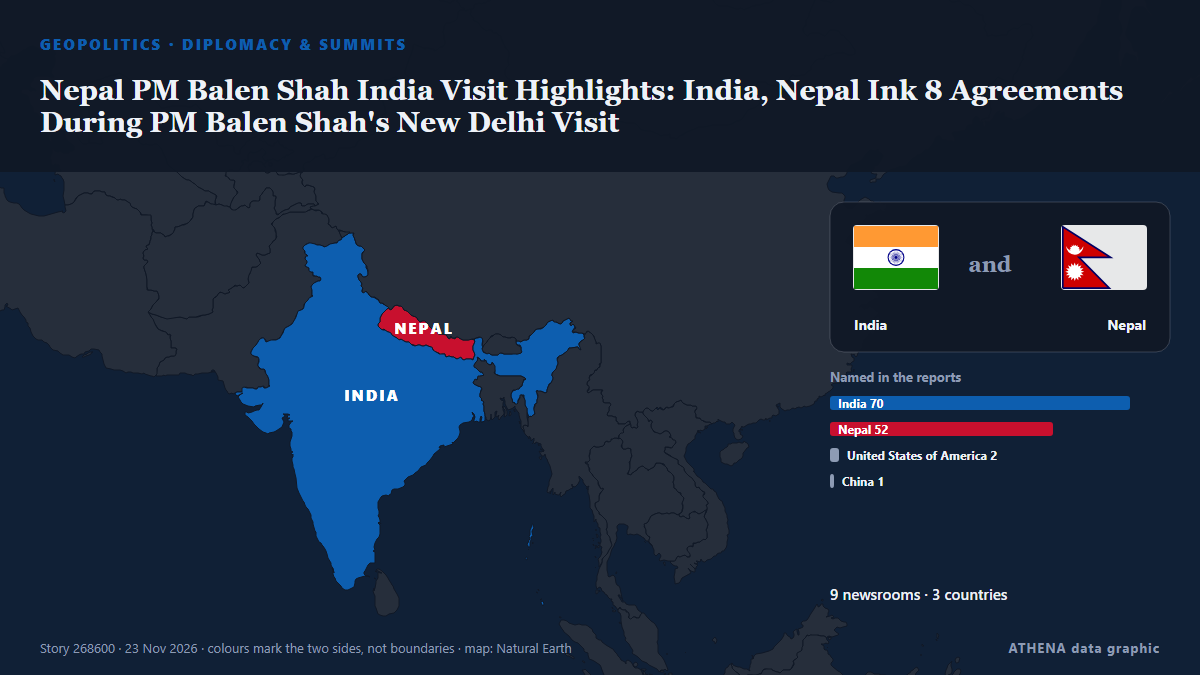 GEOPOLITICS · DIPLOMACY & SUMMITS
Nepal PM Balen Shah India Visit Highlights: India, Nepal Ink 8 Agreements
During PM Balen Shah's New Delhi Visit
and
India
Nepal
NEPAL
INDIA
Named in the reports
India 70
Nepal 52
United States of America 2
China 1
9 newsrooms · 3 countries
Story 268600 · 23 Nov 2026 · colours mark the two sides, not boundaries · map: Natural Earth
ATHENA data graphic